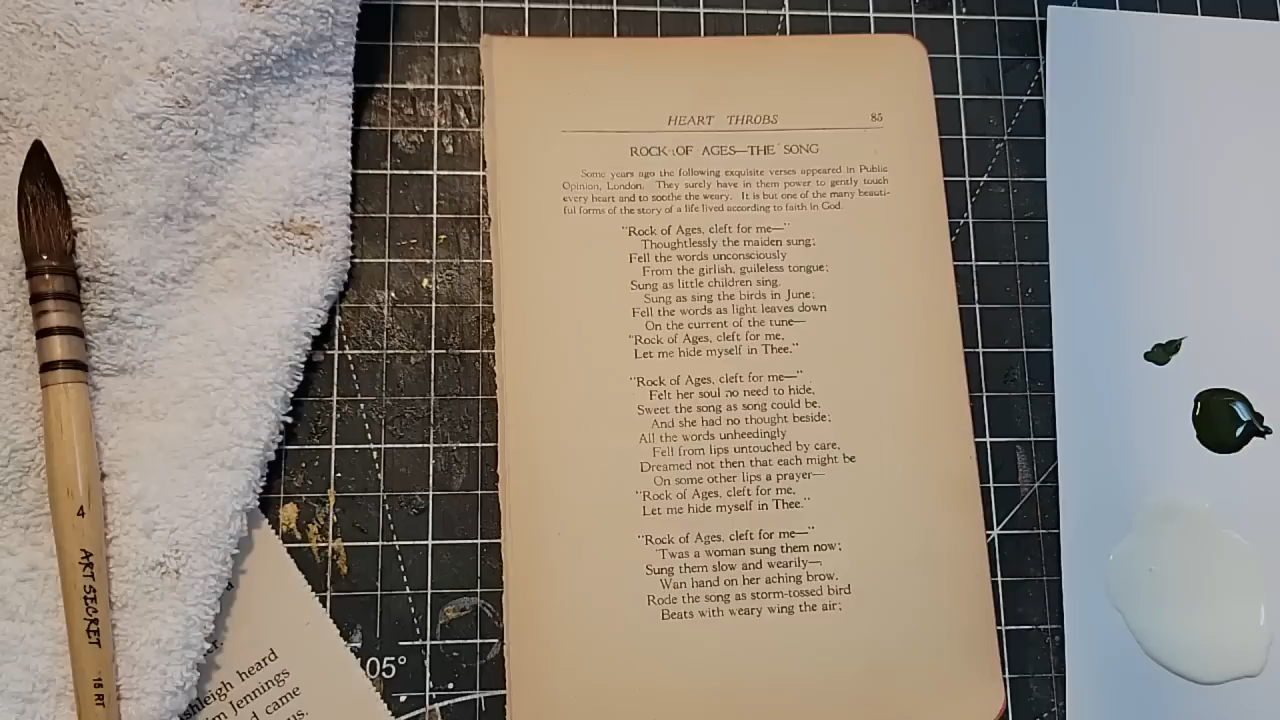 HEART THROBS 85
ROCK OF AGES—THE SONG
Some years ago the following exquisite verses appeared in Public
Opinion, London. They surely have in them power to gently touch
every heart and to soothe the weary. It is but one of the many beauti-
ful forms of the story of a life lived according to faith in God.
"Rock of Ages, cleft for me—"
Thoughtlessly the maiden sung;
Fell the words unconsciously
From the girlish, guileless tongue;
Sung as little children sing,
Sung as sing the birds in June;
Fell the words as light leaves down
On the current of the tune—
"Rock of Ages, cleft for me,
Let me hide myself in Thee."
"Rock of Ages, cleft for me—"
Felt her soul no need to hide,
Sweet the song as song could be,
And she had no thought beside;
All the words unheedingly
Fell from lips untouched by care,
Dreamed not then that each might be
On some other lips a prayer—
"Rock of Ages, cleft for me,
Let me hide myself in Thee."
"Rock of Ages, cleft for me—"
'Twas a woman sung them now;
Sung them slow and wearily—
Wan hand on her aching brow.
Rode the song as storm-tossed bird
Beats with weary wing the air;
4 ART SECRET 15 RT
05°
shleigh heard
Jennings
came